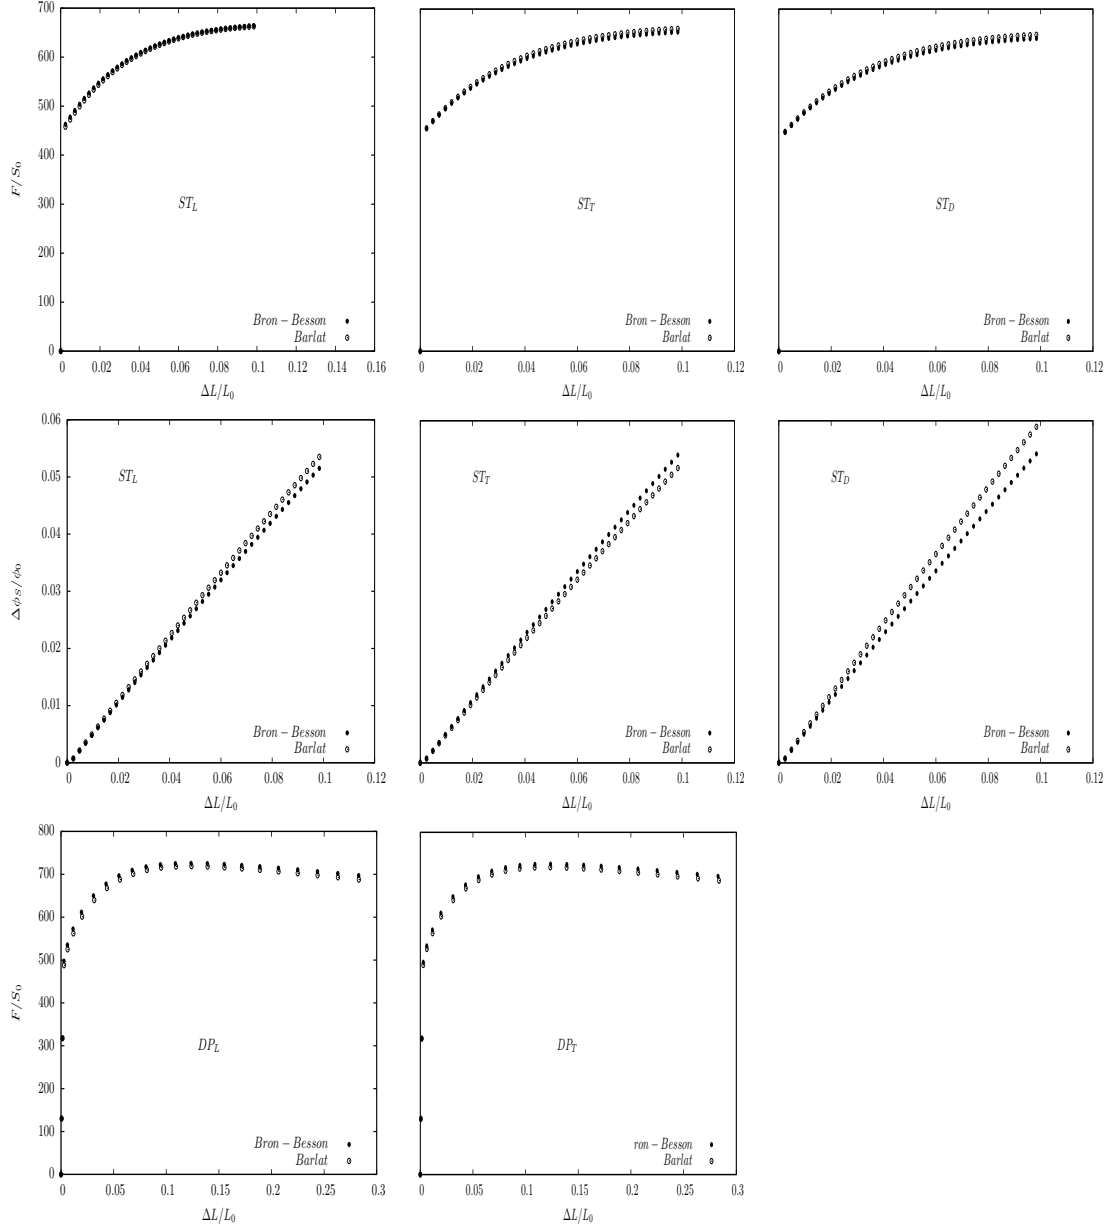 700
600
500
400
300
200
100
0
F/S₀
ST_L
Bron – Besson
Barlat
0 0.02 0.04 0.06 0.08 0.1 0.12 0.14 0.16
ΔL/L₀
ST_T
Bron – Besson
Barlat
0 0.02 0.04 0.06 0.08 0.1 0.12
ΔL/L₀
ST_D
Bron – Besson
Barlat
0 0.02 0.04 0.06 0.08 0.1 0.12
ΔL/L₀
0.06
0.05
0.04
0.03
0.02
0.01
0
Δϕ_S/ϕ₀
ST_L
Bron – Besson
Barlat
0 0.02 0.04 0.06 0.08 0.1 0.12
ΔL/L₀
ST_T
Bron – Besson
Barlat
0 0.02 0.04 0.06 0.08 0.1 0.12
ΔL/L₀
ST_D
Bron – Besson
Barlat
0 0.02 0.04 0.06 0.08 0.1 0.12
ΔL/L₀
800
700
600
500
400
300
200
100
0
F/S₀
DP_L
Bron – Besson
Barlat
0 0.05 0.1 0.15 0.2 0.25 0.3
ΔL/L₀
DP_T
ron – Besson
Barlat
0 0.05 0.1 0.15 0.2 0.25 0.3
ΔL/L₀